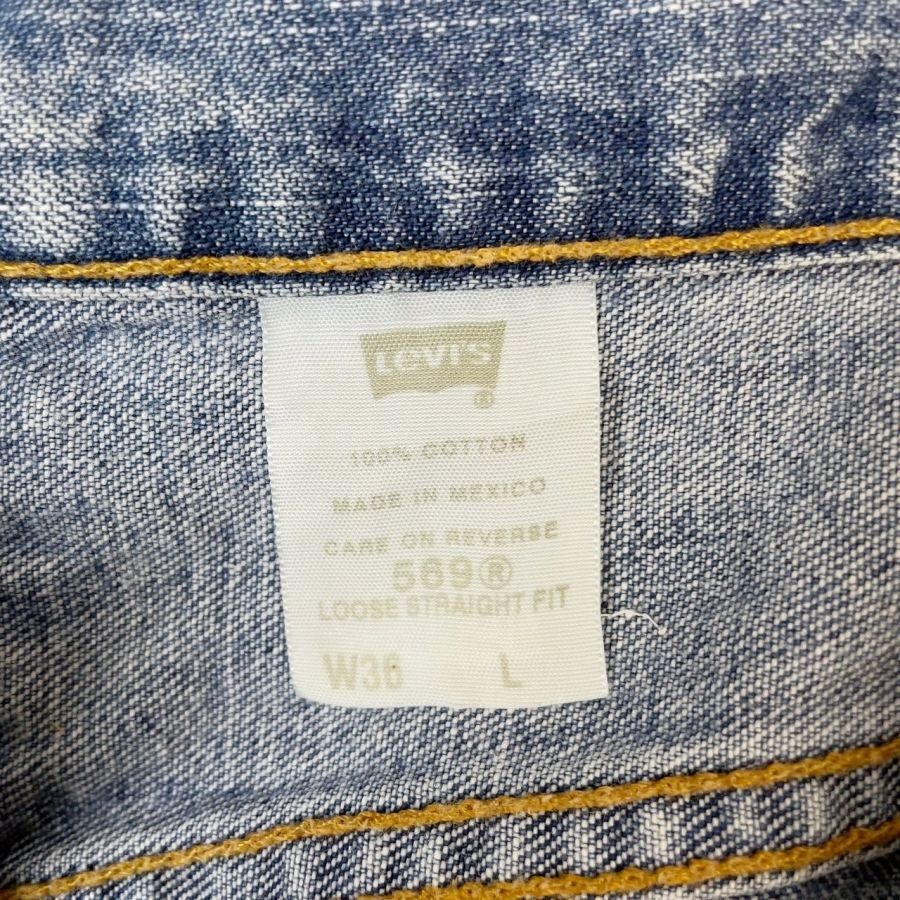 LEVI'S
®
100% COTTON
MADE IN MEXICO
CARE ON REVERSE
569®
LOOSE STRAIGHT FIT
W36 L